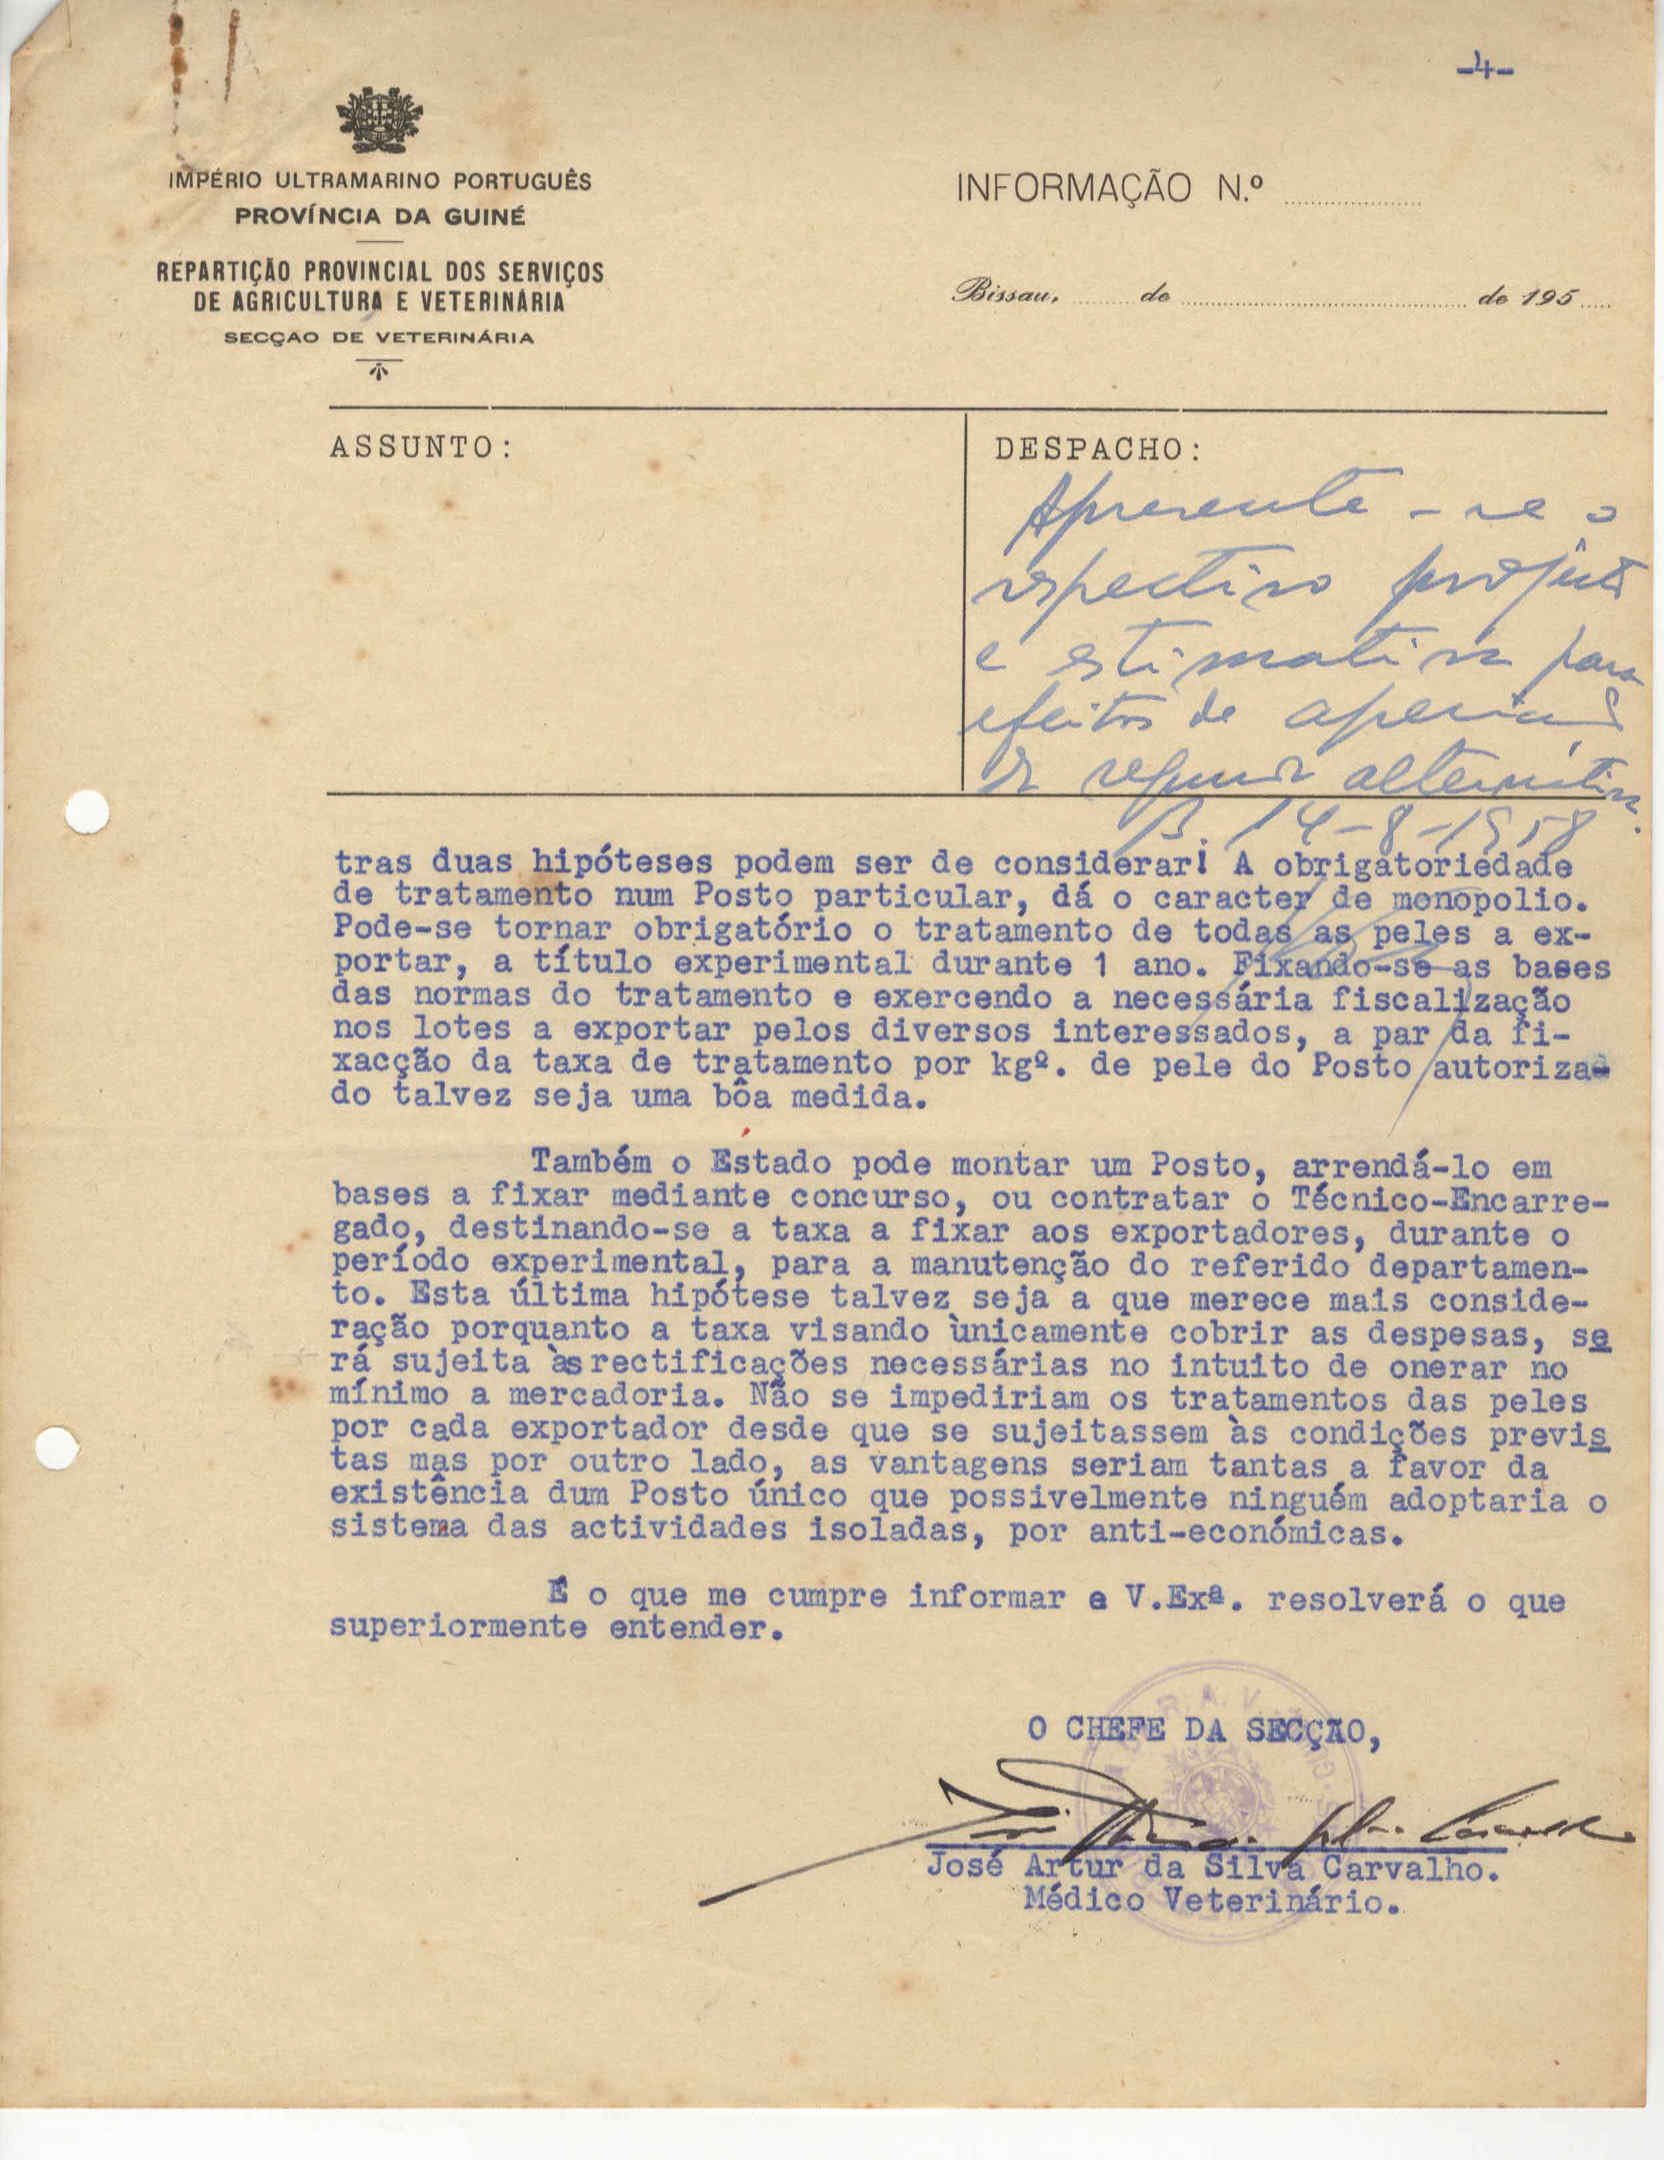 -4-
IMPÉRIO ULTRAMARINO PORTUGUÊS
PROVÍNCIA DA GUINÉ
REPARTIÇÃO PROVINCIAL DOS SERVIÇOS
DE AGRICULTURA E VETERINÁRIA
SECÇAO DE VETERINÁRIA
INFORMAÇÃO N.º
Bissau, de de 195
ASSUNTO:
DESPACHO:
Apresente-se o
respectivo projecto
e estimativa para
efeitos de
da segunda alternativa.
B. 14-8-1958
tras duas hipóteses podem ser de considerar! A obrigatoriedade
de tratamento num Posto particular, dá o caracter de monopolio.
Pode-se tornar obrigatório o tratamento de todas as peles a ex-
portar, a título experimental durante 1 ano. Fixando-se as bases
das normas do tratamento e exercendo a necessária fiscalização
nos lotes a exportar pelos diversos interessados, a par da fi-
xacção da taxa de tratamento por kgº. de pele do Posto autoriza-
do talvez seja uma bôa medida.
Também o Estado pode montar um Posto, arrendá-lo em
bases a fixar mediante concurso, ou contratar o Técnico-Encarre-
gado, destinando-se a taxa a fixar aos exportadores, durante o
período experimental, para a manutenção do referido departamen-
to. Esta última hipótese talvez seja a que merece mais conside-
ração porquanto a taxa visando ùnicamente cobrir as despesas, se
rá sujeita às rectificações necessárias no intuito de onerar no
mínimo a mercadoria. Não se impediriam os tratamentos das peles
por cada exportador desde que se sujeitassem às condições previs
tas mas por outro lado, as vantagens seriam tantas a favor da
existência dum Posto único que possivelmente ninguém adoptaria o
sistema das actividades isoladas, por anti-económicas.
É o que me cumpre informar e V.Exª. resolverá o que
superiormente entender.
O CHEFE DA SECÇÃO,
José Artur da Silva Carvalho.
Médico Veterinário.